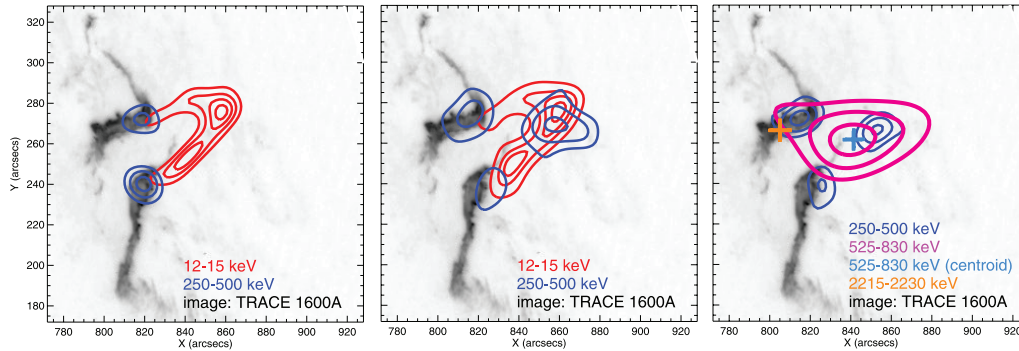 320
300
280
260
240
220
200
180
Y (arcsecs)
780 800 820 840 860 880 900 920
X (arcsecs)
12-15 keV
250-500 keV
image: TRACE 1600A
780 800 820 840 860 880 900 920
X (arcsecs)
12-15 keV
250-500 keV
image: TRACE 1600A
780 800 820 840 860 880 900 920
X (arcsecs)
250-500 keV
525-830 keV
525-830 keV (centroid)
2215-2230 keV
image: TRACE 1600A